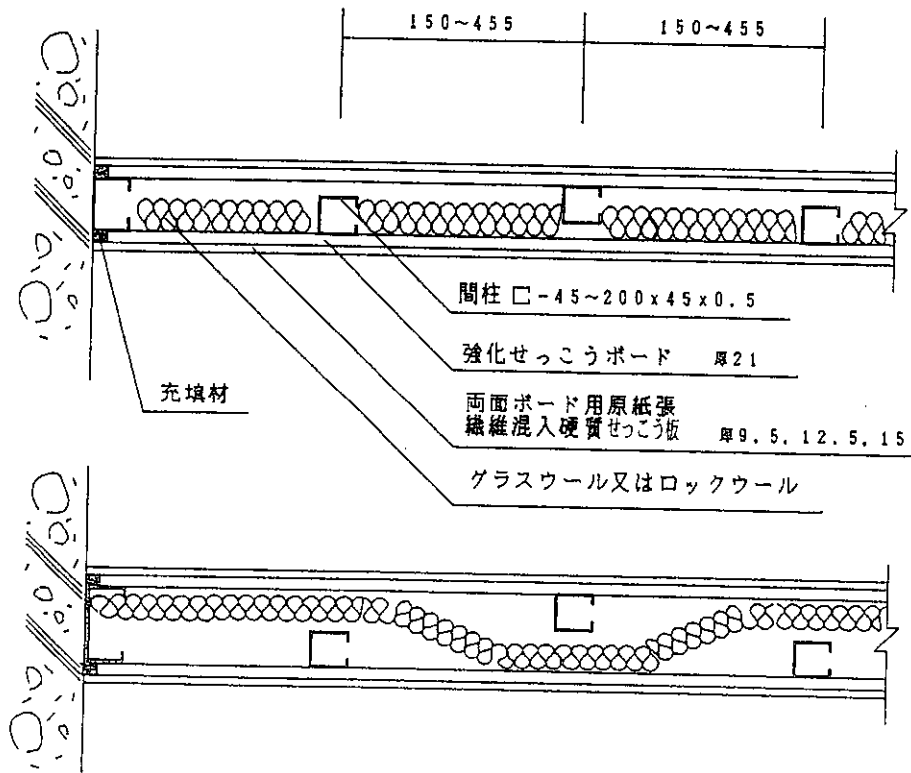 150~455
150~455
間柱 ㄈ-45~200x45x0.5
強化せっこうボード 厚21
充填材
両面ボード用原紙張
繊維混入硬質せっこう板 厚9.5, 12.5, 15
グラスウール又はロックウール